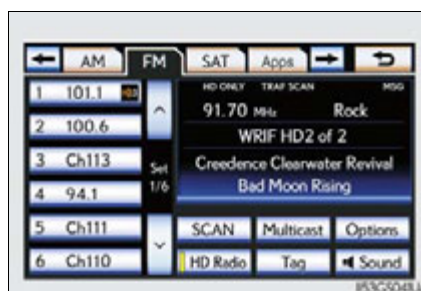 AM FM SAT Apps
1 101.1
2 100.6
3 Ch113
4 94.1
5 Ch111
6 Ch110
Set
1/6
HD ONLY TRAF SCAN MSG
91.70 MHz Rock
WRIF HD2 of 2
Creedence Clearwater Revival
Bad Moon Rising
SCAN Multicast Options
HD Radio Tag Sound